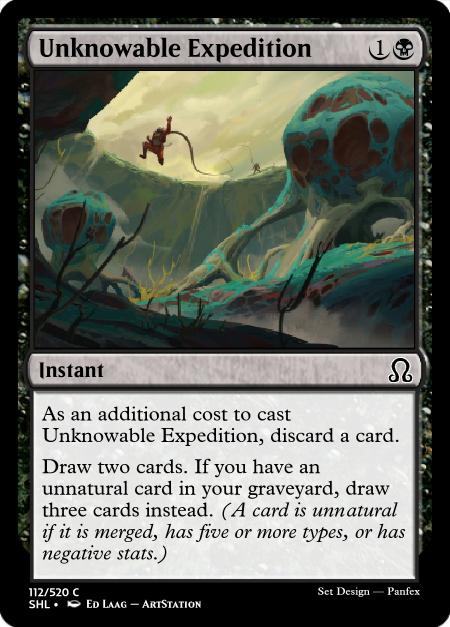 Unknowable Expedition 1
Instant
As an additional cost to cast
Unknowable Expedition, discard a card.
Draw two cards. If you have an
unnatural card in your graveyard, draw
three cards instead. (A card is unnatural
if it is merged, has five or more types, or has
negative stats.)
112/520 C
Set Design — Panfex
SHL • Ed Laag — ArtStation